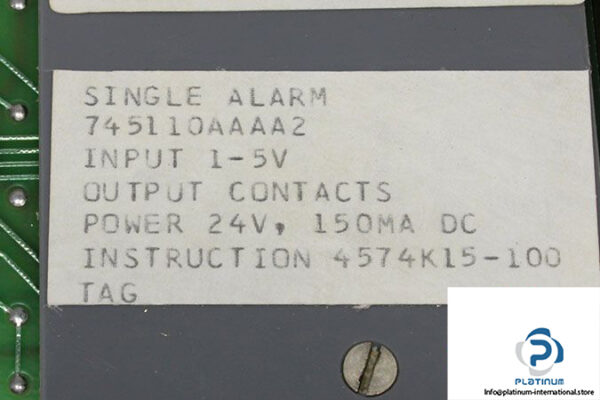 SINGLE ALARM
745110AAAA2
INPUT 1-5V
OUTPUT CONTACTS
POWER 24V, 150MA DC
INSTRUCTION 4574K15-100
TAG
PLATINUM
Info@platinum-international.store